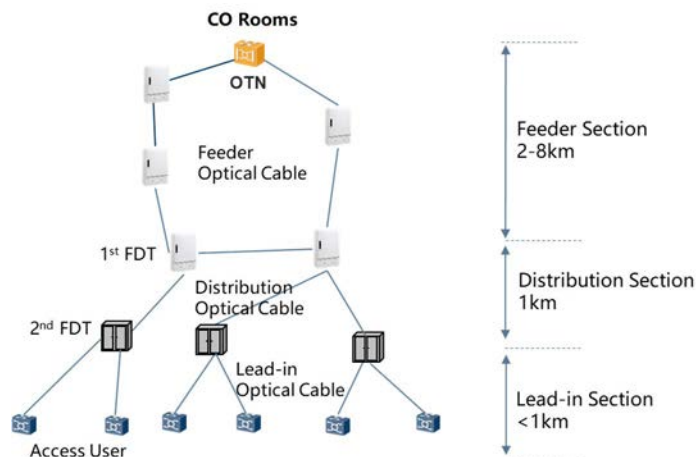 CO Rooms
OTN
Feeder
Optical Cable
Feeder Section
2-8km
1st FDT
Distribution
Optical Cable
Distribution Section
1km
2nd FDT
Lead-in
Optical Cable
Lead-in Section
<1km
Access User